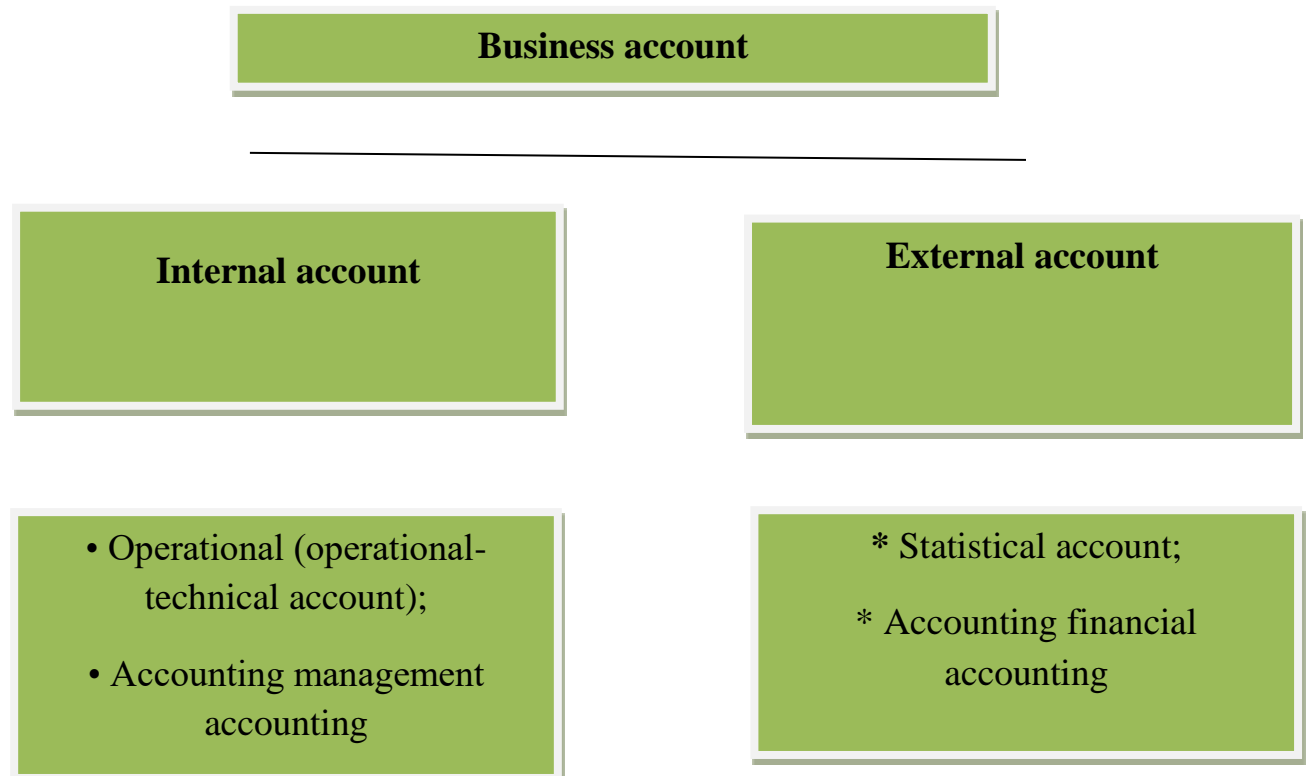 Business account
Internal account
External account
• Operational (operational-
technical account);
• Accounting management
accounting
* Statistical account;
* Accounting financial
accounting